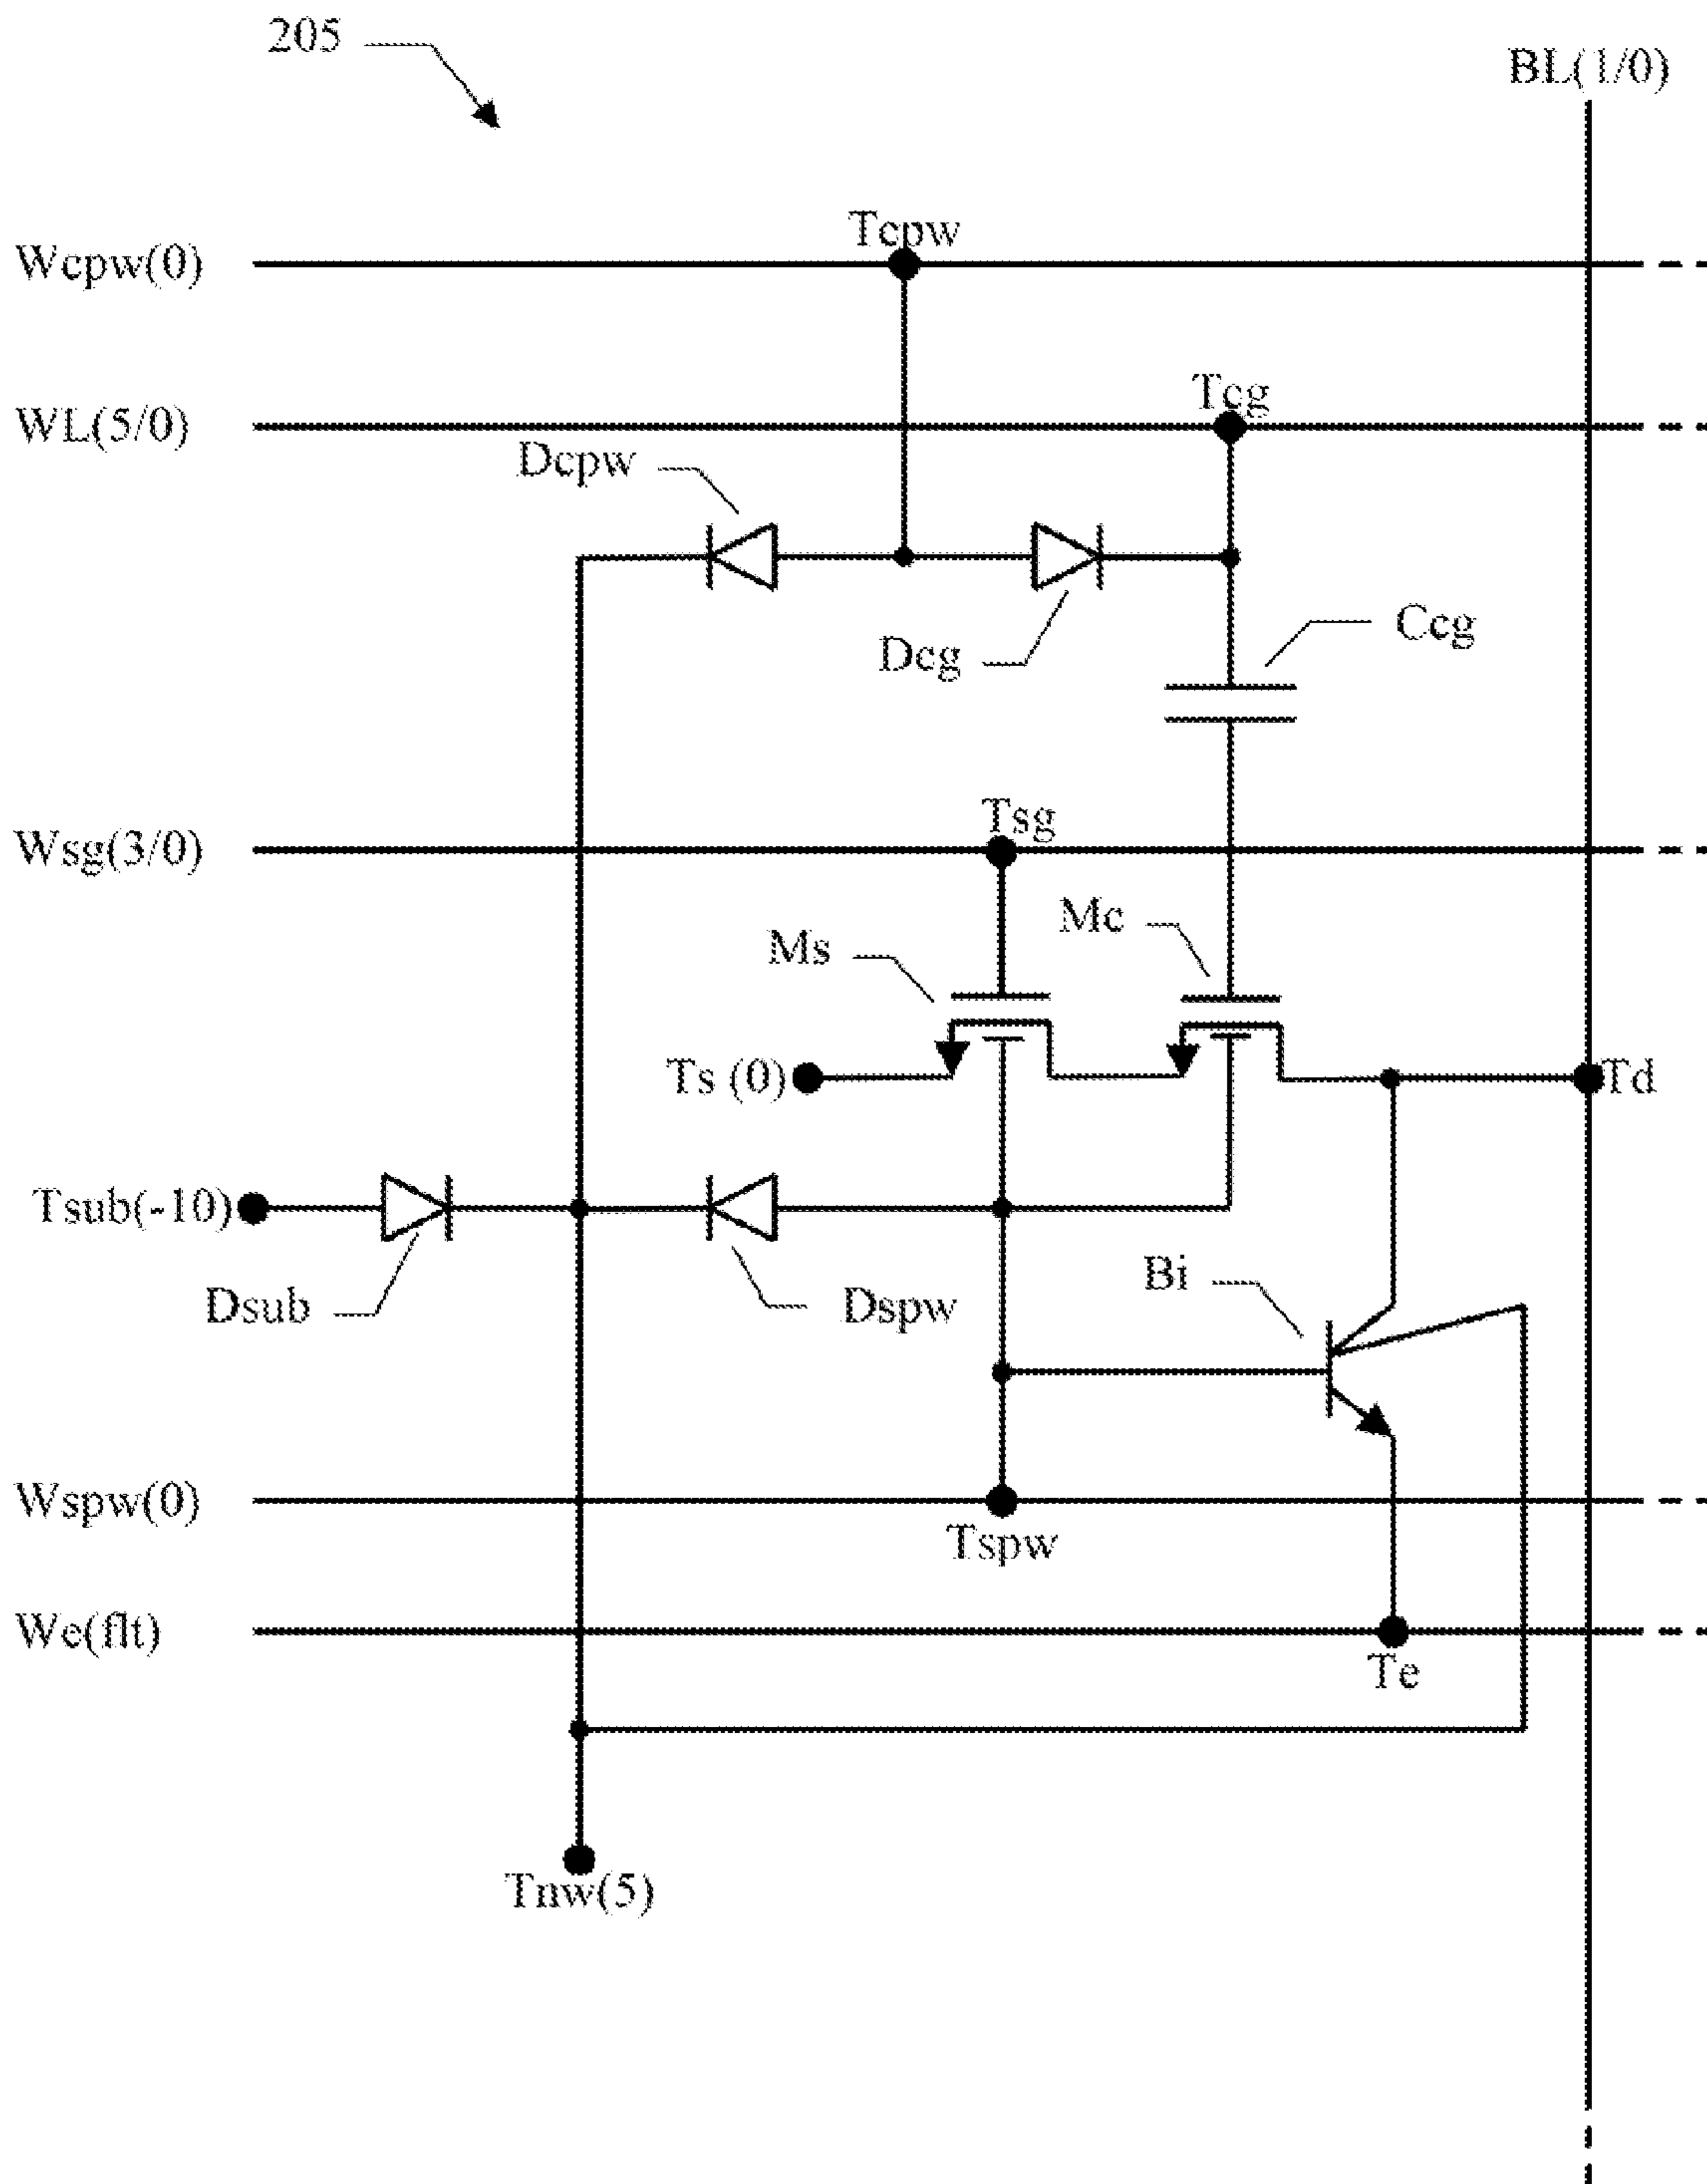 205
BL(1/0)
Tcpw
Wcpw(0)
Tcg
WL(5/0)
Dcpw
Ccg
Dcg
Tsg
Wsg(3/0)
Mc
Ms
Ts (0)
Td
Tsub(-10)
Bi
Dsub
Dspw
Wspw(0)
Tspw
We(flt)
Te
Tnw(5)